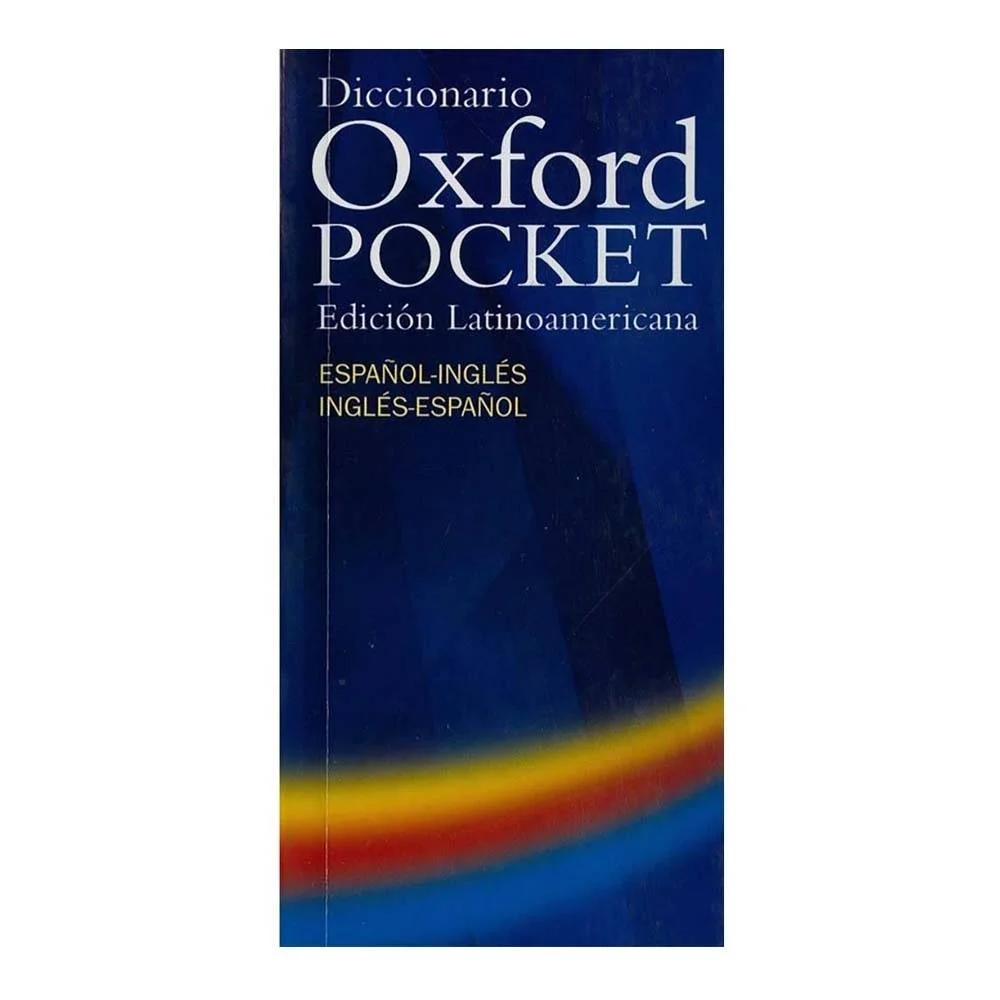 Diccionario
Oxford
POCKET
Edición Latinoamericana
ESPAÑOL-INGLÉS
INGLÉS-ESPAÑOL